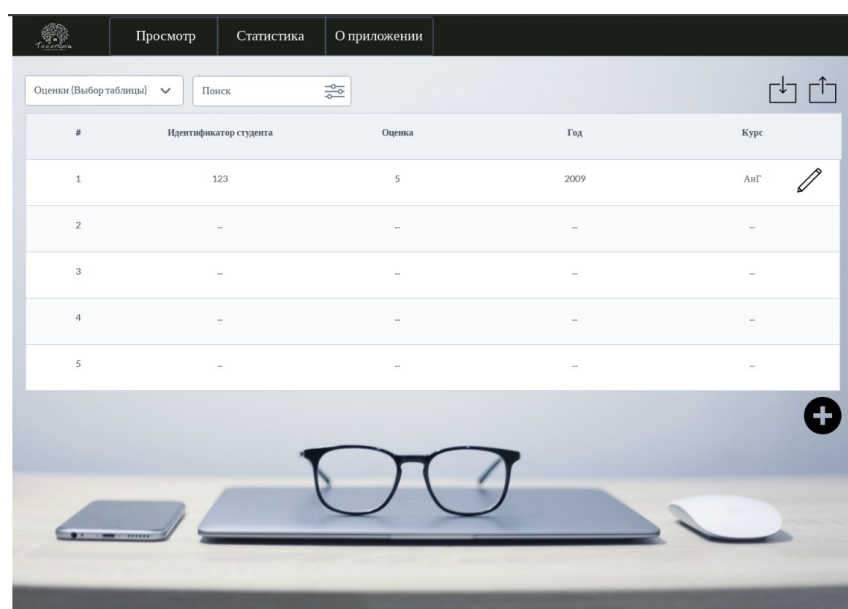 Treetopia
Просмотр Статистика О приложении
Оценки (Выбор таблицы) Поиск
# Идентификатор студента Оценка Год Курс
1 123 5 2009 АиГ
2 ... ... ... ...
3 ... ... ... ...
4 ... ... ... ...
5 ... ... ... ...